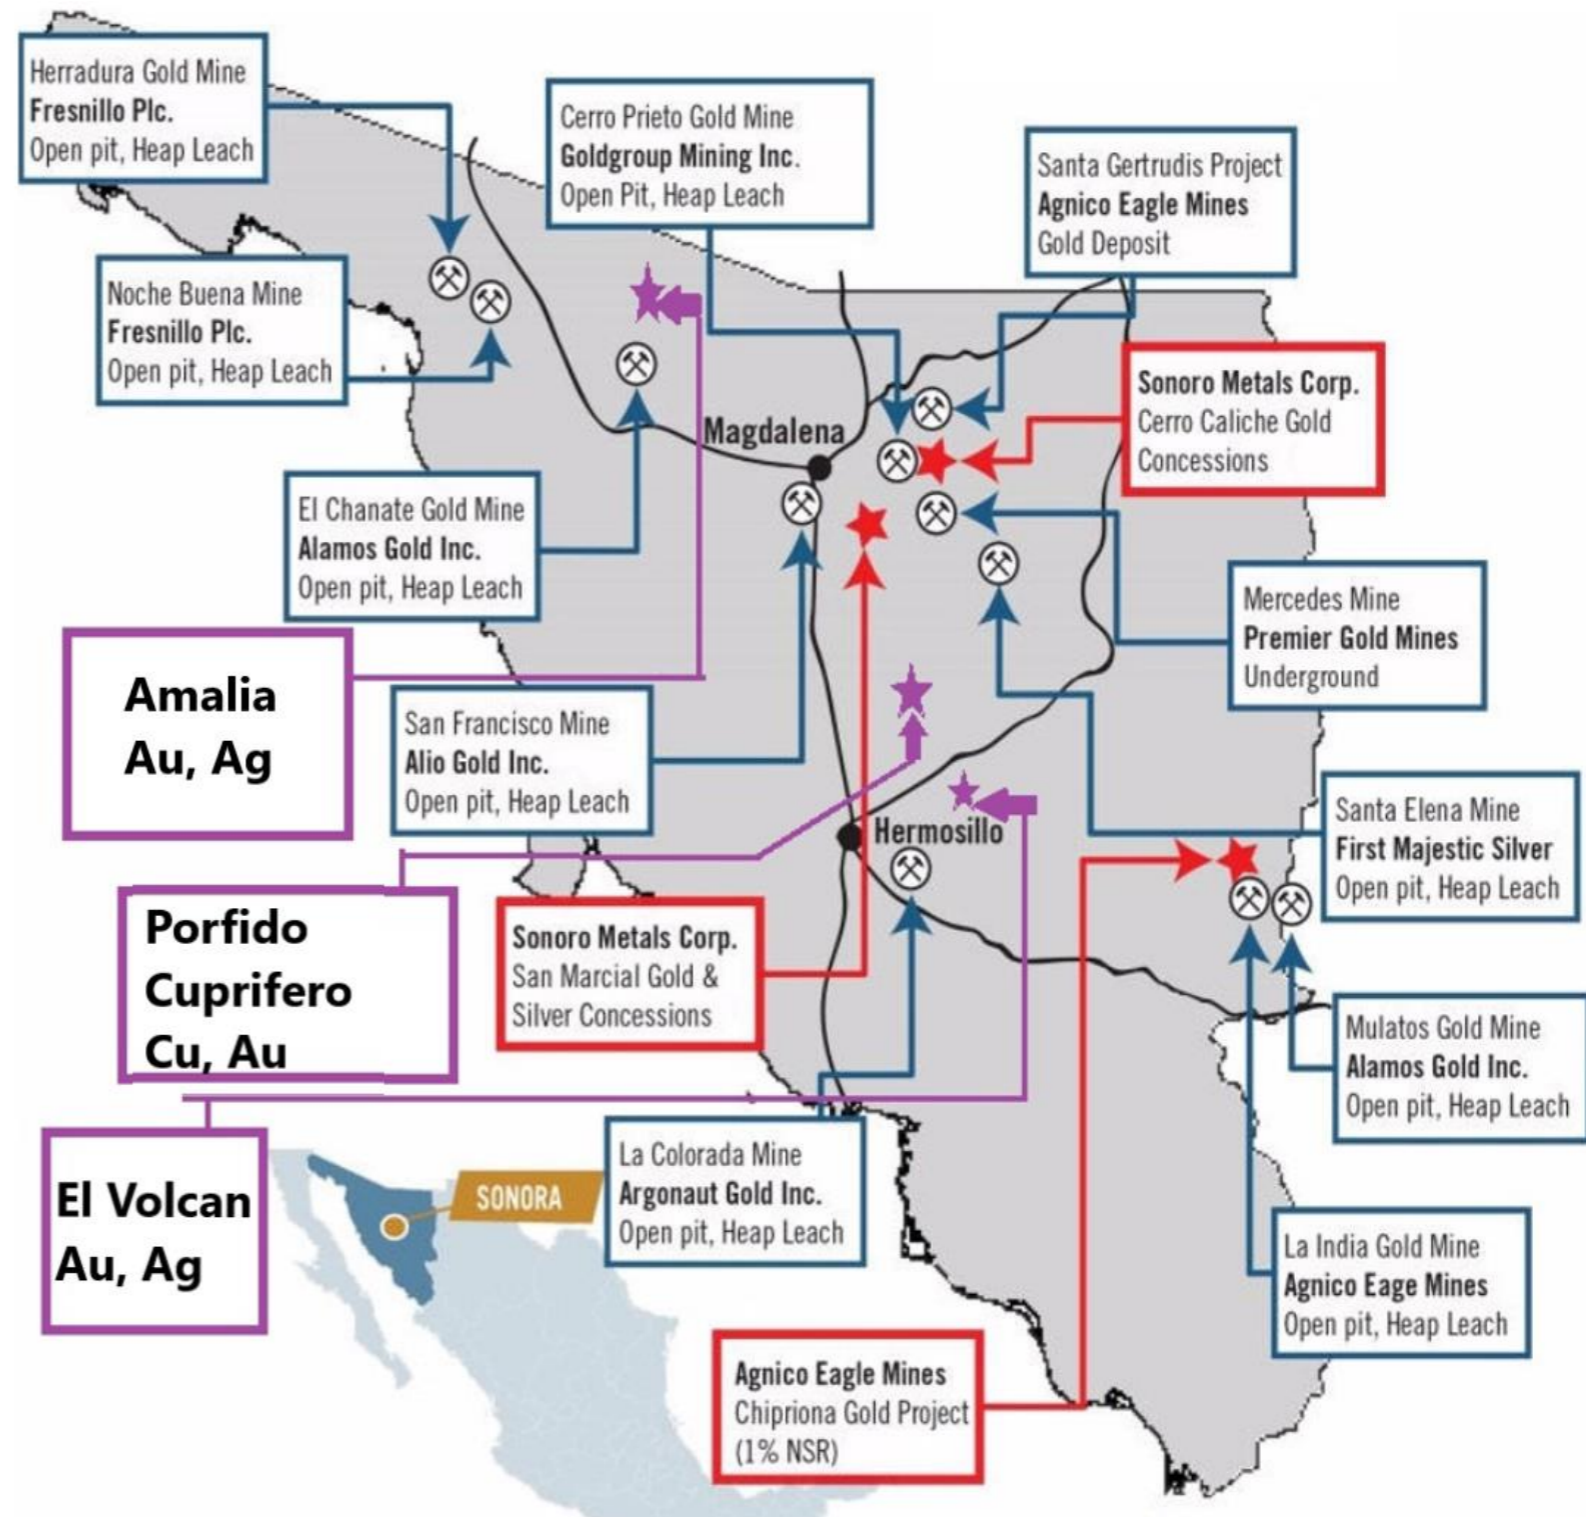 Herradura Gold Mine
Fresnillo Plc.
Open pit, Heap Leach
Cerro Prieto Gold Mine
Goldgroup Mining Inc.
Open Pit, Heap Leach
Santa Gertrudis Project
Agnico Eagle Mines
Gold Deposit
Noche Buena Mine
Fresnillo Plc.
Open pit, Heap Leach
Sonoro Metals Corp.
Cerro Caliche Gold
Concessions
Magdalena
El Chanate Gold Mine
Alamos Gold Inc.
Open pit, Heap Leach
Mercedes Mine
Premier Gold Mines
Underground
Amalia
Au, Ag
San Francisco Mine
Alio Gold Inc.
Open pit, Heap Leach
Santa Elena Mine
First Majestic Silver
Open pit, Heap Leach
Hermosillo
Porfido
Cuprifero
Cu, Au
Sonoro Metals Corp.
San Marcial Gold &
Silver Concessions
Mulatos Gold Mine
Alamos Gold Inc.
Open pit, Heap Leach
El Volcan
Au, Ag
SONORA
La Colorada Mine
Argonaut Gold Inc.
Open pit, Heap Leach
La India Gold Mine
Agnico Eage Mines
Open pit, Heap Leach
Agnico Eagle Mines
Chipriona Gold Project
(1% NSR)